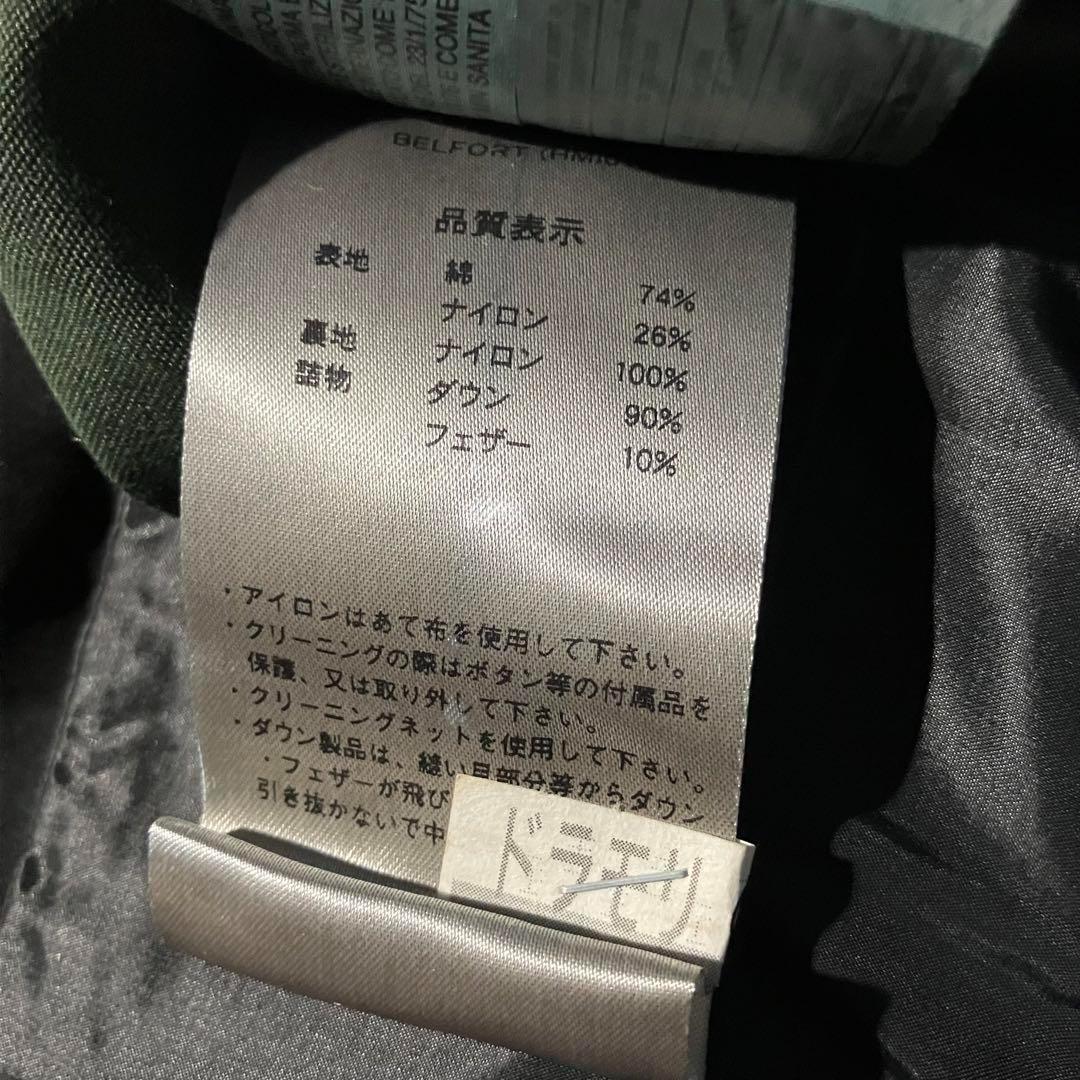 SANITA
BELFORT (HM10
品質表示
表地 綿 74%
ナイロン 26%
裏地 ナイロン 100%
詰物 ダウン 90%
フェザー 10%
・アイロンはあて布を使用して下さい。
・クリーニングの際はボタン等の付属品を
保護、又は取り外して下さい。
・クリーニングネットを使用して下さい。
・ダウン製品は、縫い目部分等からダウン
・フェザーが飛び
引き抜かないで中
ドラモリ